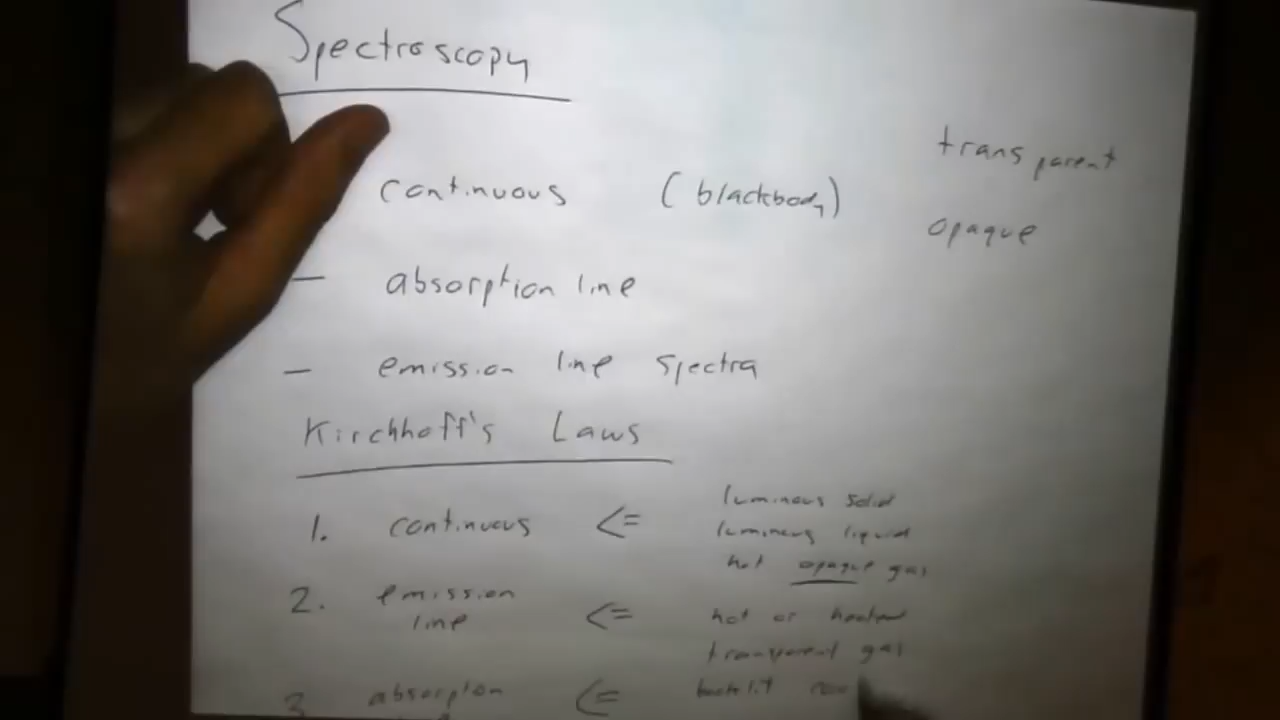 Spectroscopy
continuous (blackbody)
transparent
opaque
— absorption line
— emission line spectra
Kirchhoff's Laws
1. continuous <= luminous solid
luminous liquid
hot opaque gas
2. emission line <= hot or heated
transparent gas
3. absorption <= backlit